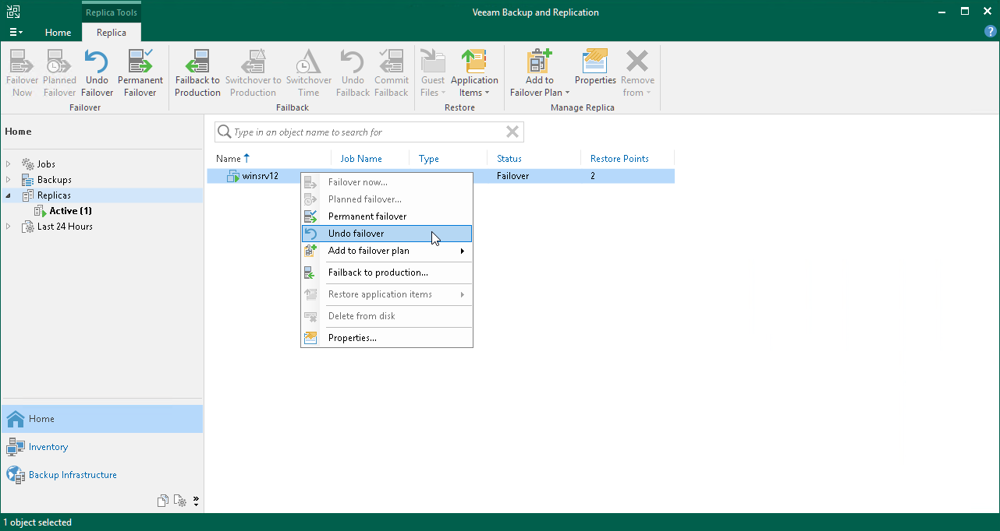 Replica Tools
Veeam Backup and Replication
Home
Replica
?
Failover Now
Planned Failover
Undo Failover
Permanent Failover
Failback to Production
Switchover to Production
Switchover Time
Undo Failback
Commit Failback
Guest Files
Application Items
Add to Failover Plan
Properties
Remove from
Failover
Failback
Restore
Manage Replica
Home
Jobs
Backups
Replicas
Active (1)
Last 24 Hours
Home
Inventory
Backup Infrastructure
Type in an object name to search for
Name Job Name Type Status Restore Points
winsrv12 Failover 2
Failover now...
Planned failover...
Permanent failover
Undo failover
Add to failover plan
Failback to production...
Restore application items
Delete from disk
Properties...
1 object selected